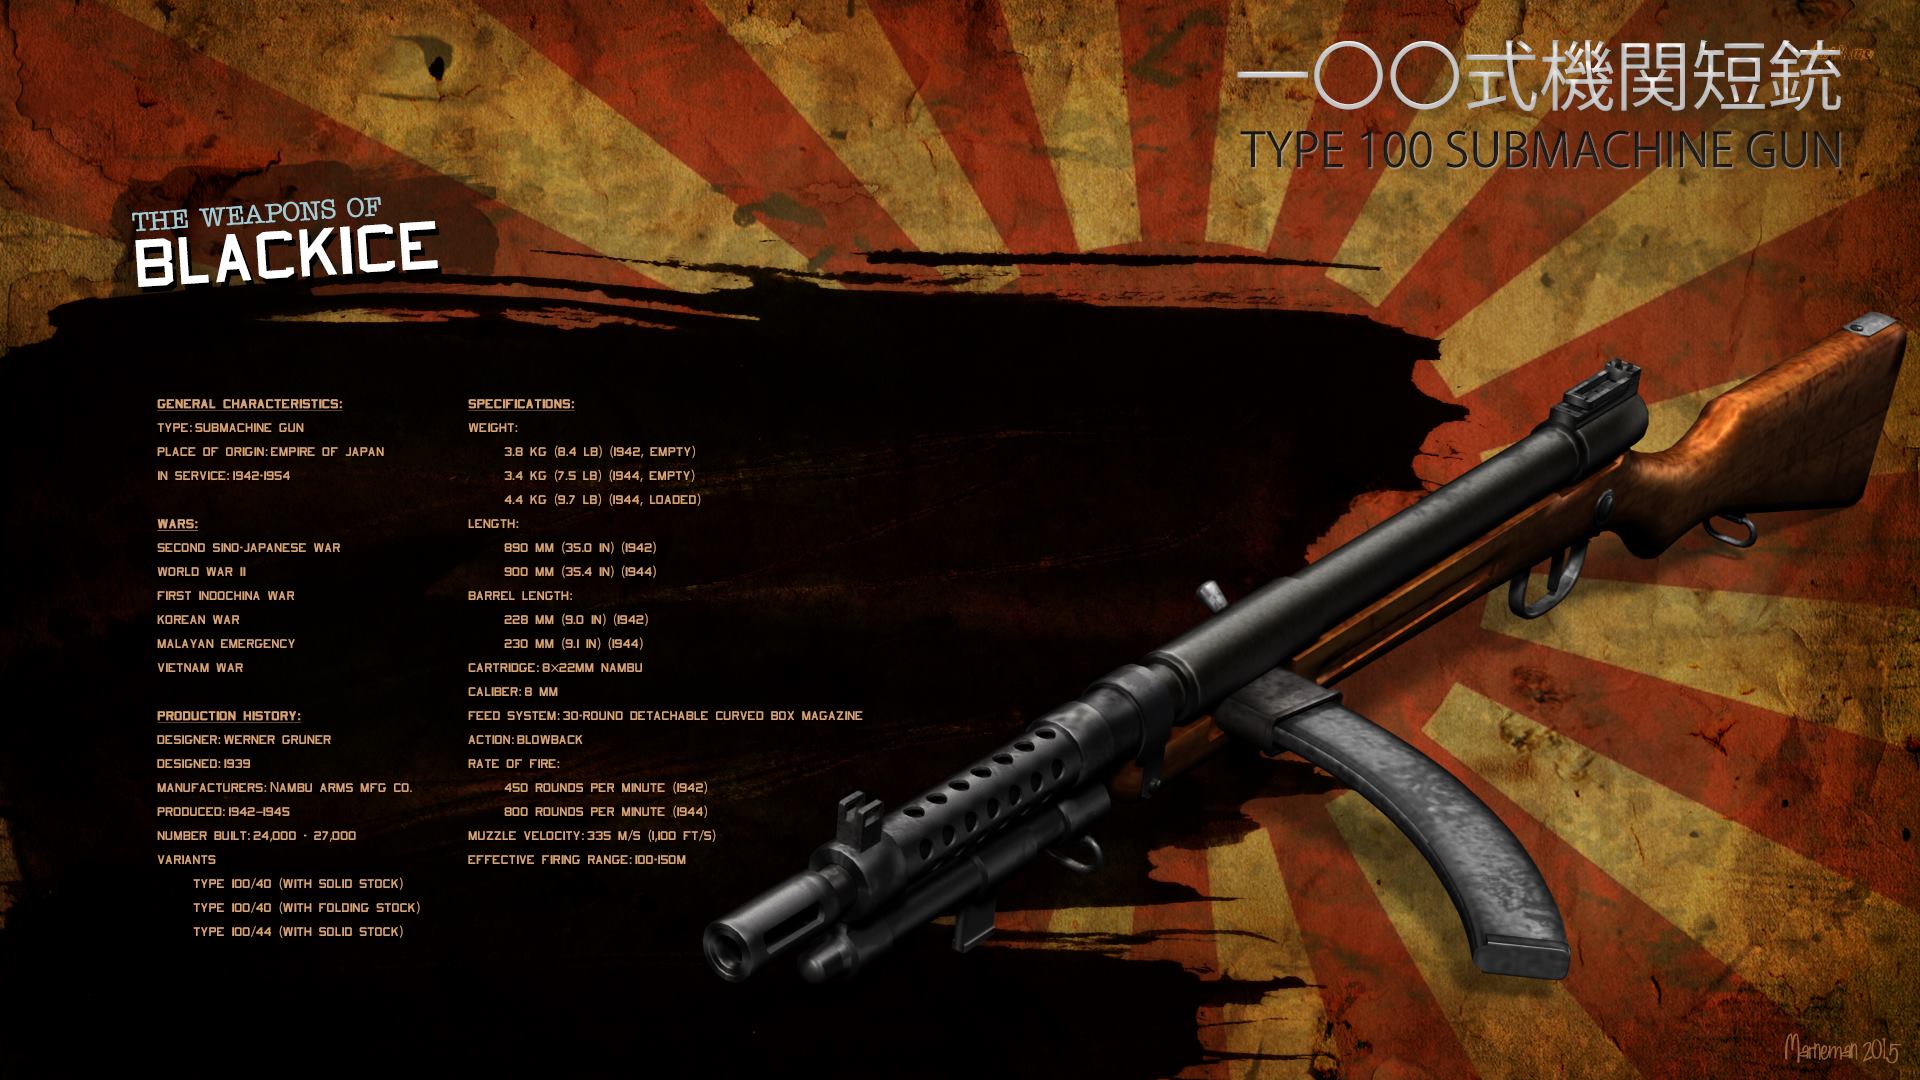 一〇〇式機関短銃
TYPE 100 SUBMACHINE GUN
THE WEAPONS OF
BLACKICE
GENERAL CHARACTERISTICS:
TYPE: SUBMACHINE GUN
PLACE OF ORIGIN: EMPIRE OF JAPAN
IN SERVICE: 1942-1954
WARS:
SECOND SINO-JAPANESE WAR
WORLD WAR II
FIRST INDOCHINA WAR
KOREAN WAR
MALAYAN EMERGENCY
VIETNAM WAR
PRODUCTION HISTORY:
DESIGNER: WERNER GRUNER
DESIGNED: 1939
MANUFACTURERS: NAMBU ARMS MFG CO.
PRODUCED: 1942–1945
NUMBER BUILT: 24,000 - 27,000
VARIANTS
TYPE 100/40 (WITH SOLID STOCK)
TYPE 100/40 (WITH FOLDING STOCK)
TYPE 100/44 (WITH SOLID STOCK)
SPECIFICATIONS:
WEIGHT:
3.8 KG (8.4 LB) (1942, EMPTY)
3.4 KG (7.5 LB) (1944, EMPTY)
4.4 KG (9.7 LB) (1944, LOADED)
LENGTH:
890 MM (35.0 IN) (1942)
900 MM (35.4 IN) (1944)
BARREL LENGTH:
228 MM (9.0 IN) (1942)
230 MM (9.1 IN) (1944)
CARTRIDGE: 8×22MM NAMBU
CALIBER: 8 MM
FEED SYSTEM: 30-ROUND DETACHABLE CURVED BOX MAGAZINE
ACTION: BLOWBACK
RATE OF FIRE:
450 ROUNDS PER MINUTE (1942)
800 ROUNDS PER MINUTE (1944)
MUZZLE VELOCITY: 335 M/S (1,100 FT/S)
EFFECTIVE FIRING RANGE: 100-150M
Marneman 2015